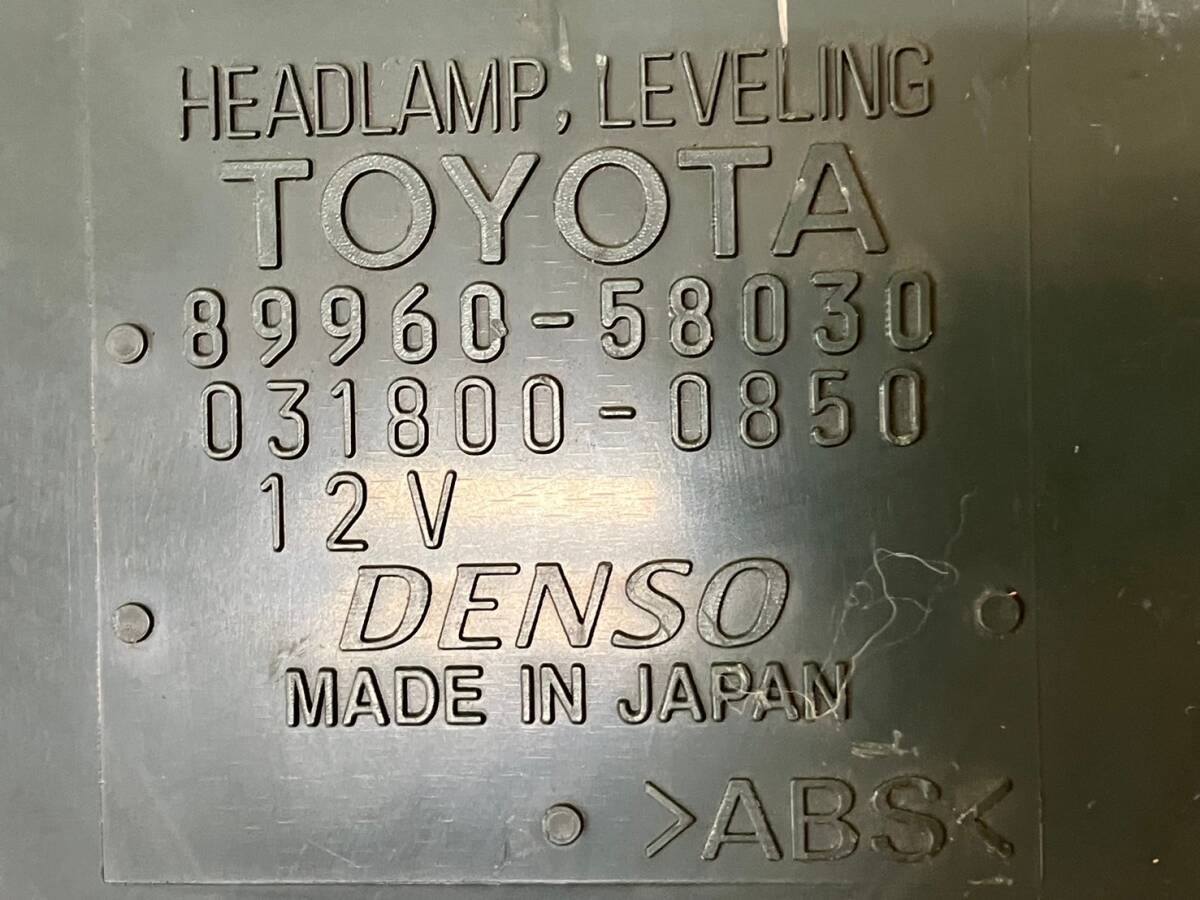 HEADLAMP, LEVELING
TOYOTA
89960-58030
031800-0850
12V
DENSO
MADE IN JAPAN
>ABS<